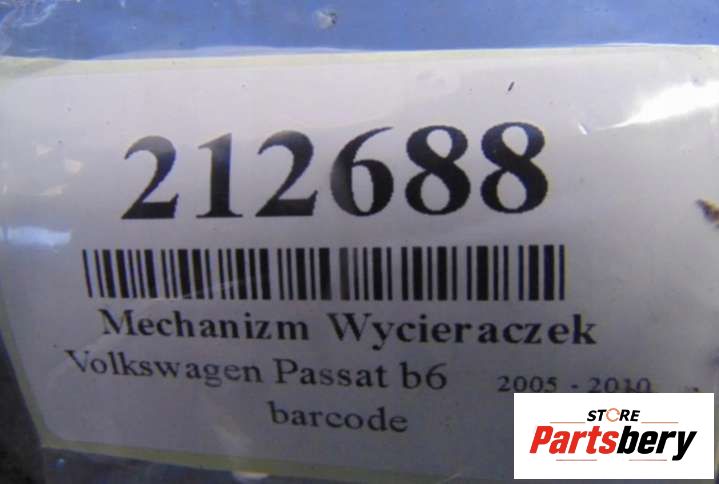 212688
Mechanizm Wycieraczek
Volkswagen Passat b6 2005 - 2010
barcode
STORE
Partsbery